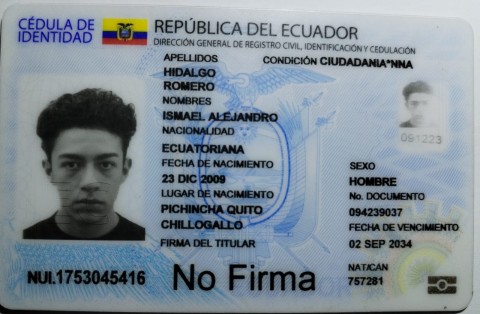 CÉDULA DE
IDENTIDAD
REPÚBLICA DEL ECUADOR
DIRECCIÓN GENERAL DE REGISTRO CIVIL, IDENTIFICACIÓN Y CEDULACIÓN
APELLIDOS
CONDICIÓN CIUDADANIA*NNA
HIDALGO
ROMERO
NOMBRES
ISMAEL ALEJANDRO
NACIONALIDAD
ECUATORIANA
FECHA DE NACIMIENTO
23 DIC 2009
LUGAR DE NACIMIENTO
PICHINCHA QUITO
CHILLOGALLO
FIRMA DEL TITULAR
091223
SEXO
HOMBRE
No. DOCUMENTO
094239037
FECHA DE VENCIMIENTO
02 SEP 2034
NAT/CAN
757281
NUI.1753045416
No Firma